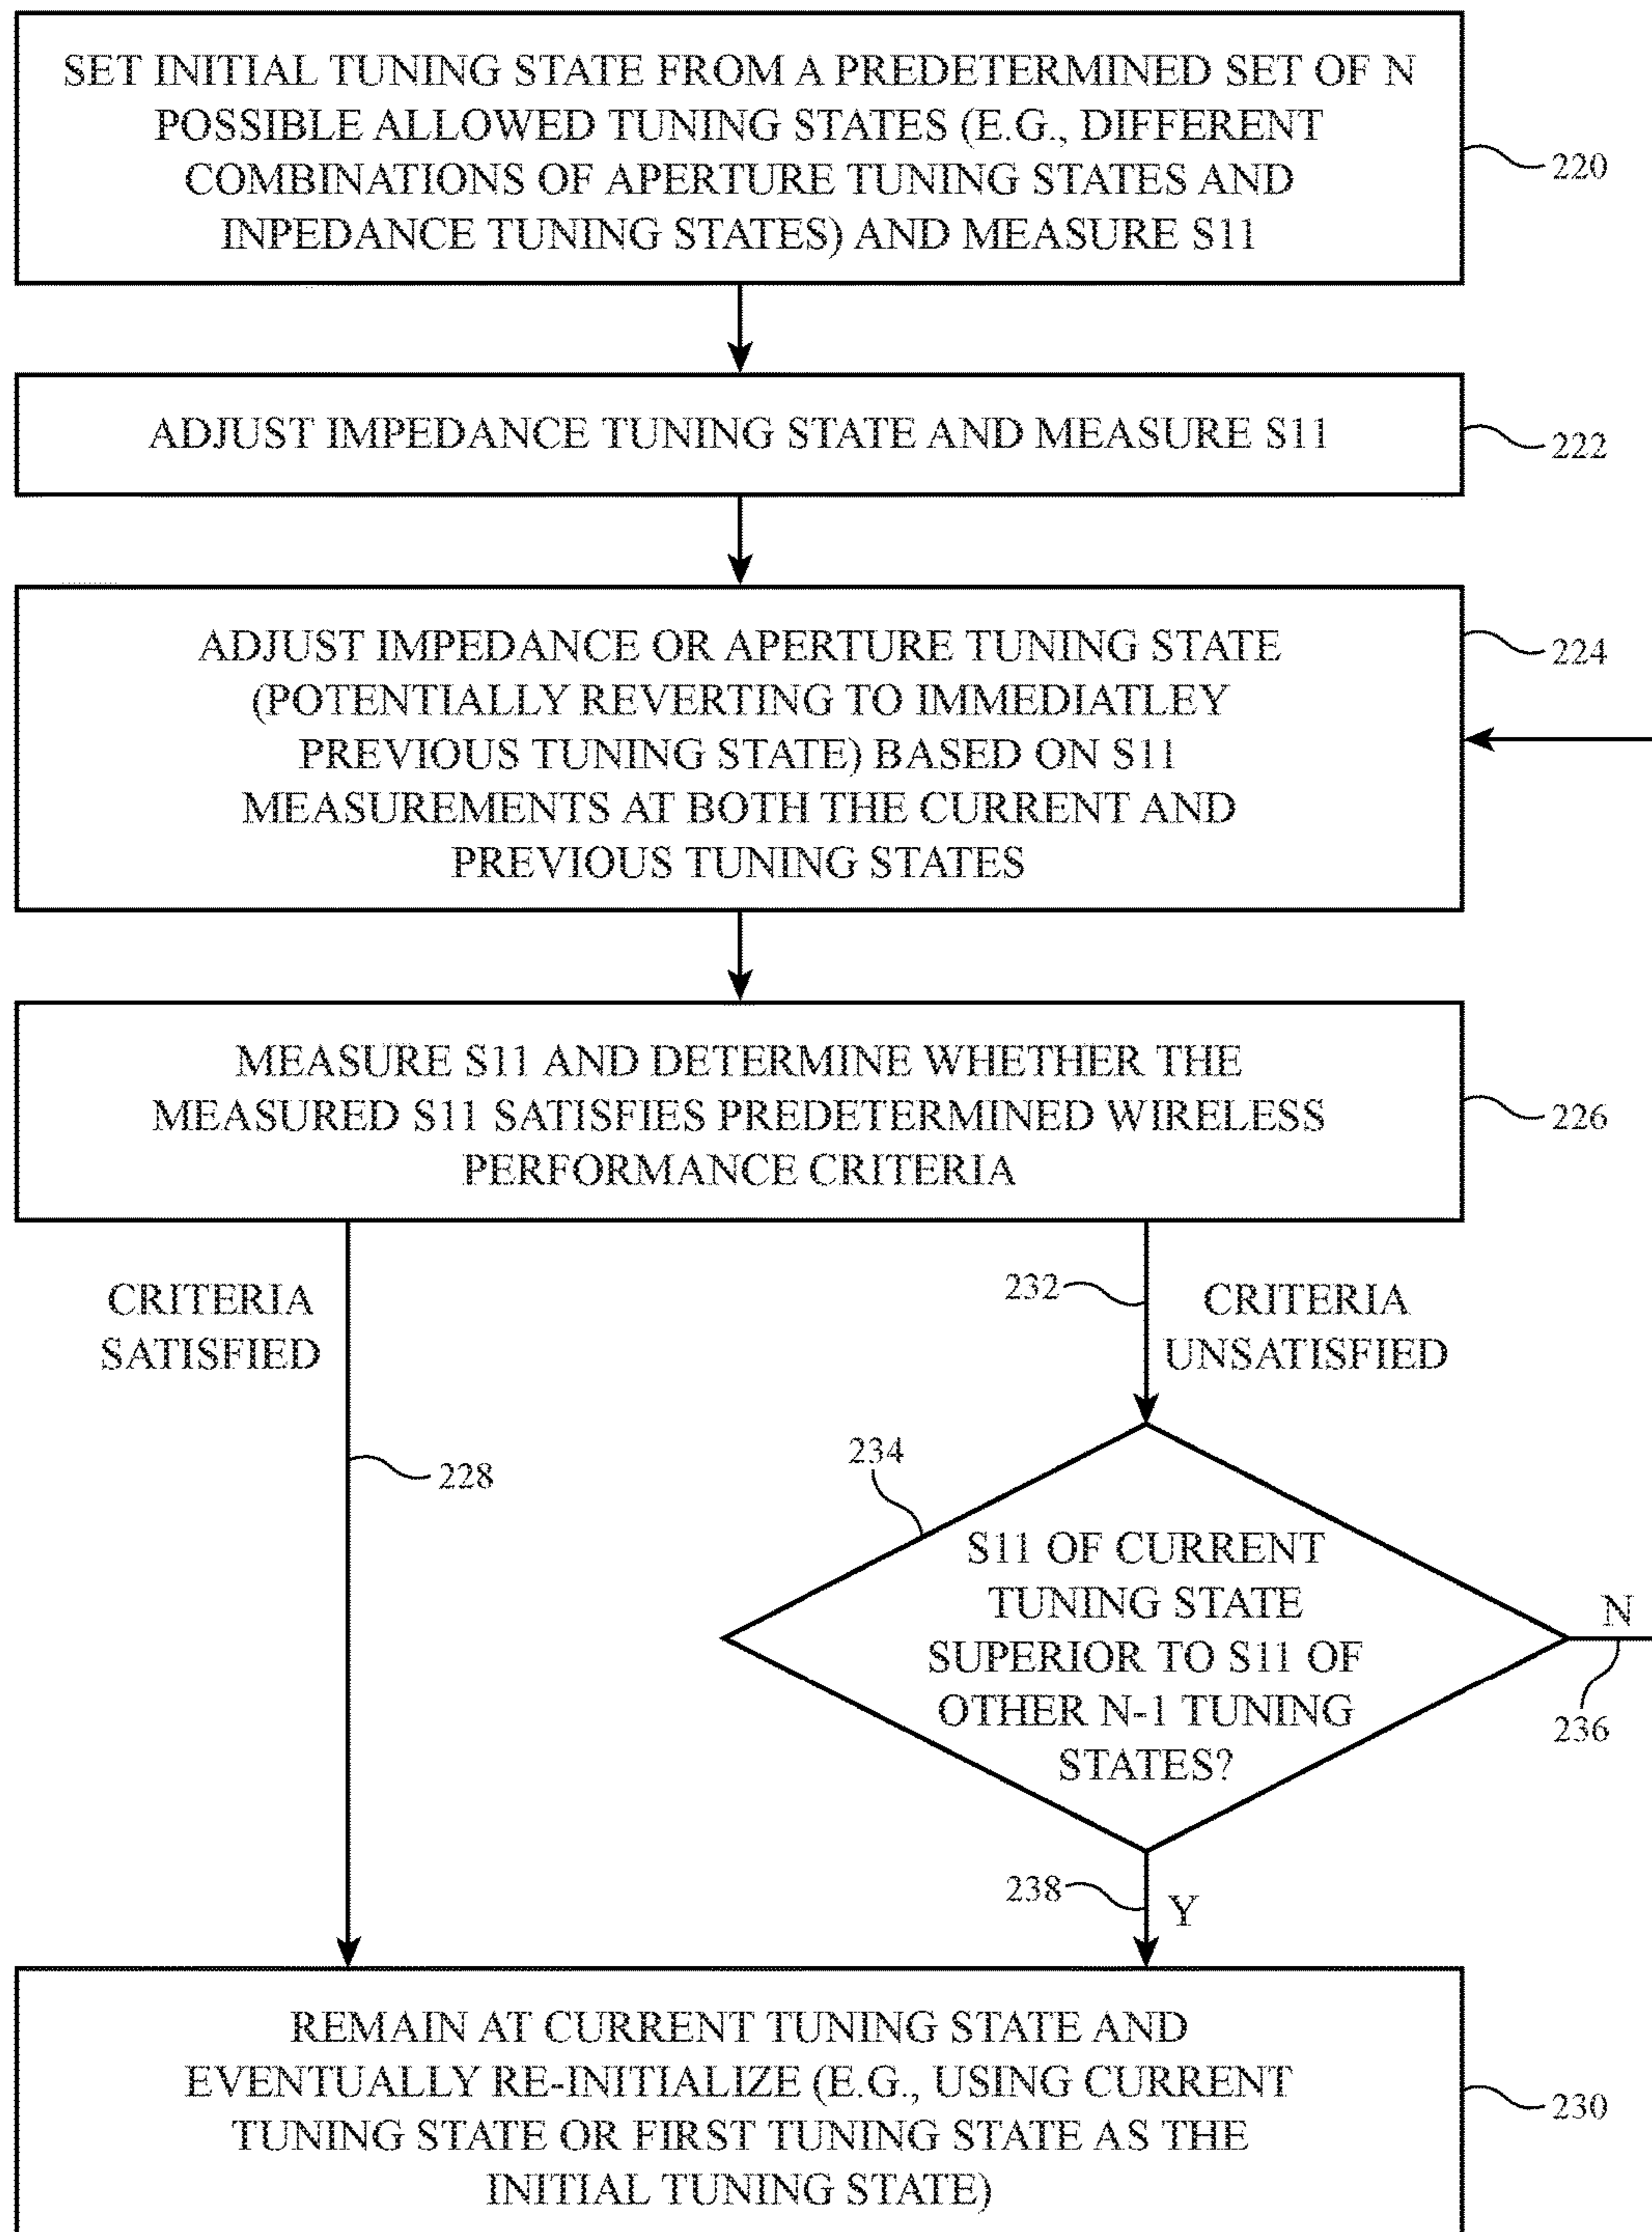 SET INITIAL TUNING STATE FROM A PREDETERMINED SET OF N
POSSIBLE ALLOWED TUNING STATES (E.G., DIFFERENT
COMBINATIONS OF APERTURE TUNING STATES AND
INPEDANCE TUNING STATES) AND MEASURE S11
220
ADJUST IMPEDANCE TUNING STATE AND MEASURE S11
222
ADJUST IMPEDANCE OR APERTURE TUNING STATE
(POTENTIALLY REVERTING TO IMMEDIATLEY
PREVIOUS TUNING STATE) BASED ON S11
MEASUREMENTS AT BOTH THE CURRENT AND
PREVIOUS TUNING STATES
224
MEASURE S11 AND DETERMINE WHETHER THE
MEASURED S11 SATISFIES PREDETERMINED WIRELESS
PERFORMANCE CRITERIA
226
CRITERIA
SATISFIED
228
232
CRITERIA
UNSATISFIED
234
S11 OF CURRENT
TUNING STATE
SUPERIOR TO S11 OF
OTHER N-1 TUNING
STATES?
N
236
238
Y
REMAIN AT CURRENT TUNING STATE AND
EVENTUALLY RE-INITIALIZE (E.G., USING CURRENT
TUNING STATE OR FIRST TUNING STATE AS THE
INITIAL TUNING STATE)
230